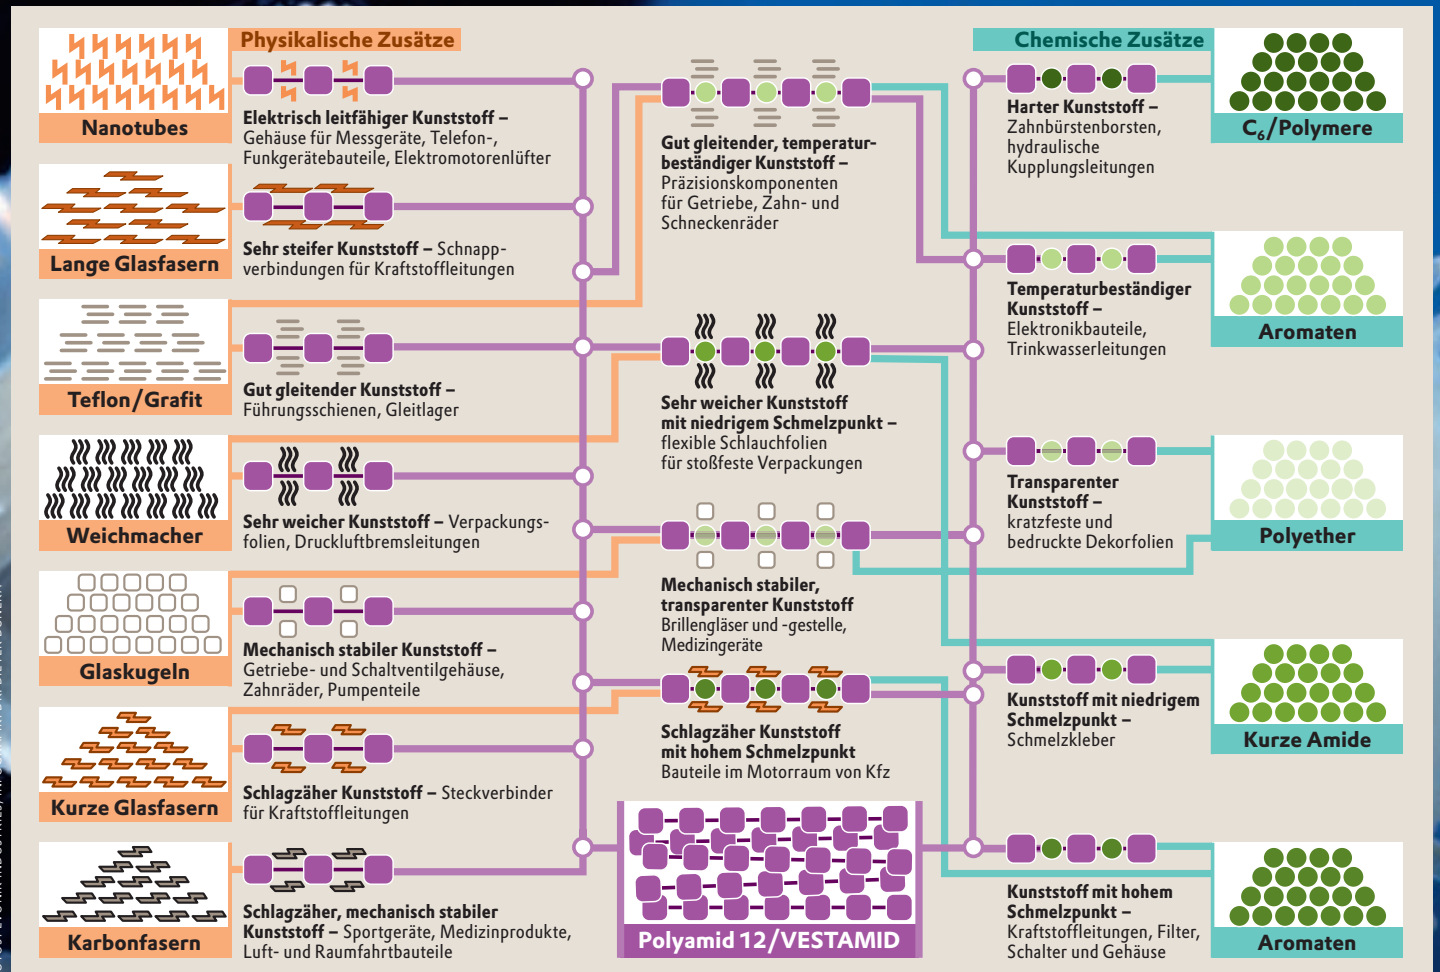 Physikalische Zusätze
Nanotubes
Elektrisch leitfähiger Kunststoff –
Gehäuse für Messgeräte, Telefon-,
Funkgerätebauteile, Elektromotorenlüfter
Lange Glasfasern
Sehr steifer Kunststoff – Schnapp-
verbindungen für Kraftstoffleitungen
Teflon/Grafit
Gut gleitender Kunststoff –
Führungsschienen, Gleitlager
Weichmacher
Sehr weicher Kunststoff – Verpackungs-
folien, Druckluftbremsleitungen
Glaskugeln
Mechanisch stabiler Kunststoff –
Getriebe- und Schaltventilgehäuse,
Zahnräder, Pumpenteile
Kurze Glasfasern
Schlagzäher Kunststoff – Steckverbinder
für Kraftstoffleitungen
Karbonfasern
Schlagzäher, mechanisch stabiler
Kunststoff – Sportgeräte, Medizinprodukte,
Luft- und Raumfahrtbauteile
Gut gleitender, temperatur-
beständiger Kunststoff –
Präzisionskomponenten
für Getriebe, Zahn- und
Schneckenräder
Sehr weicher Kunststoff
mit niedrigem Schmelzpunkt –
flexible Schlauchfolien
für stoßfeste Verpackungen
Mechanisch stabiler,
transparenter Kunststoff
Brillengläser und -gestelle,
Medizingeräte
Schlagzäher Kunststoff
mit hohem Schmelzpunkt
Bauteile im Motorraum von Kfz
Polyamid 12/VESTAMID
Chemische Zusätze
Harter Kunststoff –
Zahnbürstenborsten,
hydraulische
Kupplungsleitungen
C₆/Polymere
Temperaturbeständiger
Kunststoff –
Elektronikbauteile,
Trinkwasserleitungen
Aromaten
Transparenter
Kunststoff –
kratzfeste und
bedruckte Dekorfolien
Polyether
Kunststoff mit niedrigem
Schmelzpunkt –
Schmelzkleber
Kurze Amide
Kunststoff mit hohem
Schmelzpunkt –
Kraftstoffleitungen, Filter,
Schalter und Gehäuse
Aromaten